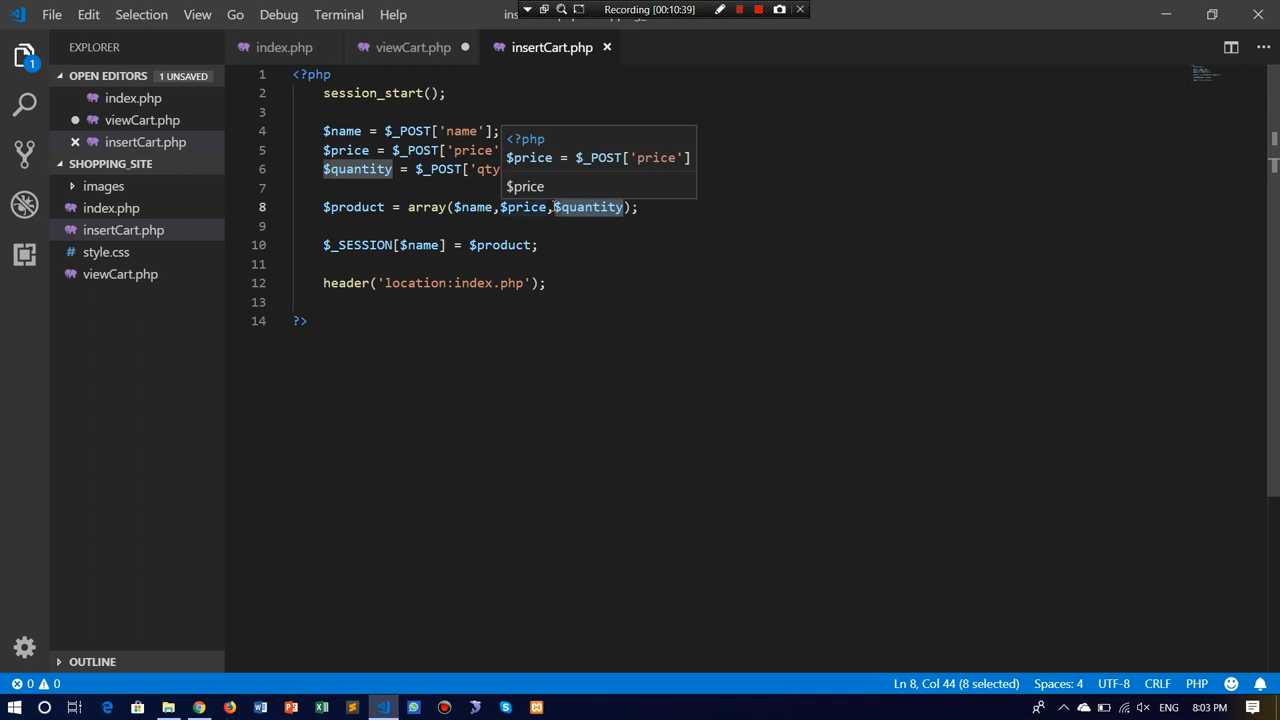 File Edit Selection View Go Debug Terminal Help
Recording [00:10:39]
EXPLORER
OPEN EDITORS 1 UNSAVED
index.php
viewCart.php
insertCart.php
SHOPPING_SITE
images
index.php
insertCart.php
style.css
viewCart.php
OUTLINE
index.php viewCart.php insertCart.php
1 <?php
2 session_start();
3
4 $name = $_POST['name'];
5 $price = $_POST['price'
6 $quantity = $_POST['qty
7
8 $product = array($name,$price,$quantity);
9
10 $_SESSION[$name] = $product;
11
12 header('location:index.php');
13
14 ?>
<?php
$price = $_POST['price']
$price
0 0
Ln 8, Col 44 (8 selected) Spaces: 4 UTF-8 CRLF PHP
1
ENG 8:03 PM